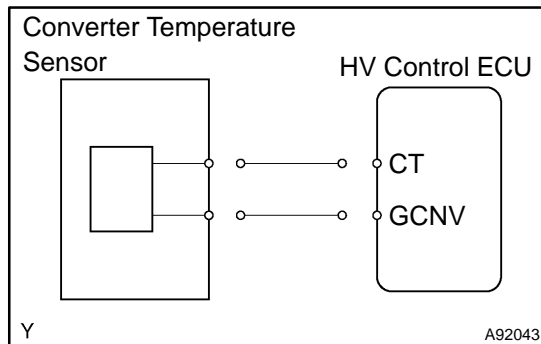 Converter Temperature
Sensor
HV Control ECU
CT
GCNV
Y
A92043